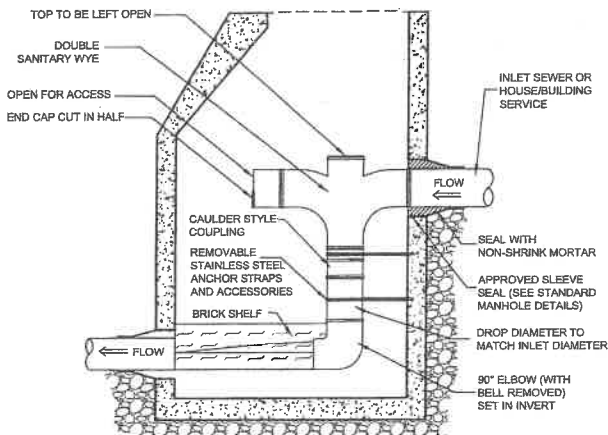 TOP TO BE LEFT OPEN
DOUBLE
SANITARY WYE
OPEN FOR ACCESS
END CAP CUT IN HALF
INLET SEWER OR
HOUSE/BUILDING
SERVICE
FLOW
CAULDER STYLE
COUPLING
REMOVABLE
STAINLESS STEEL
ANCHOR STRAPS
AND ACCESSORIES
BRICK SHELF
FLOW
SEAL WITH
NON-SHRINK MORTAR
APPROVED SLEEVE
SEAL (SEE STANDARD
MANHOLE DETAILS)
DROP DIAMETER TO
MATCH INLET DIAMETER
90° ELBOW (WITH
BELL REMOVED)
SET IN INVERT